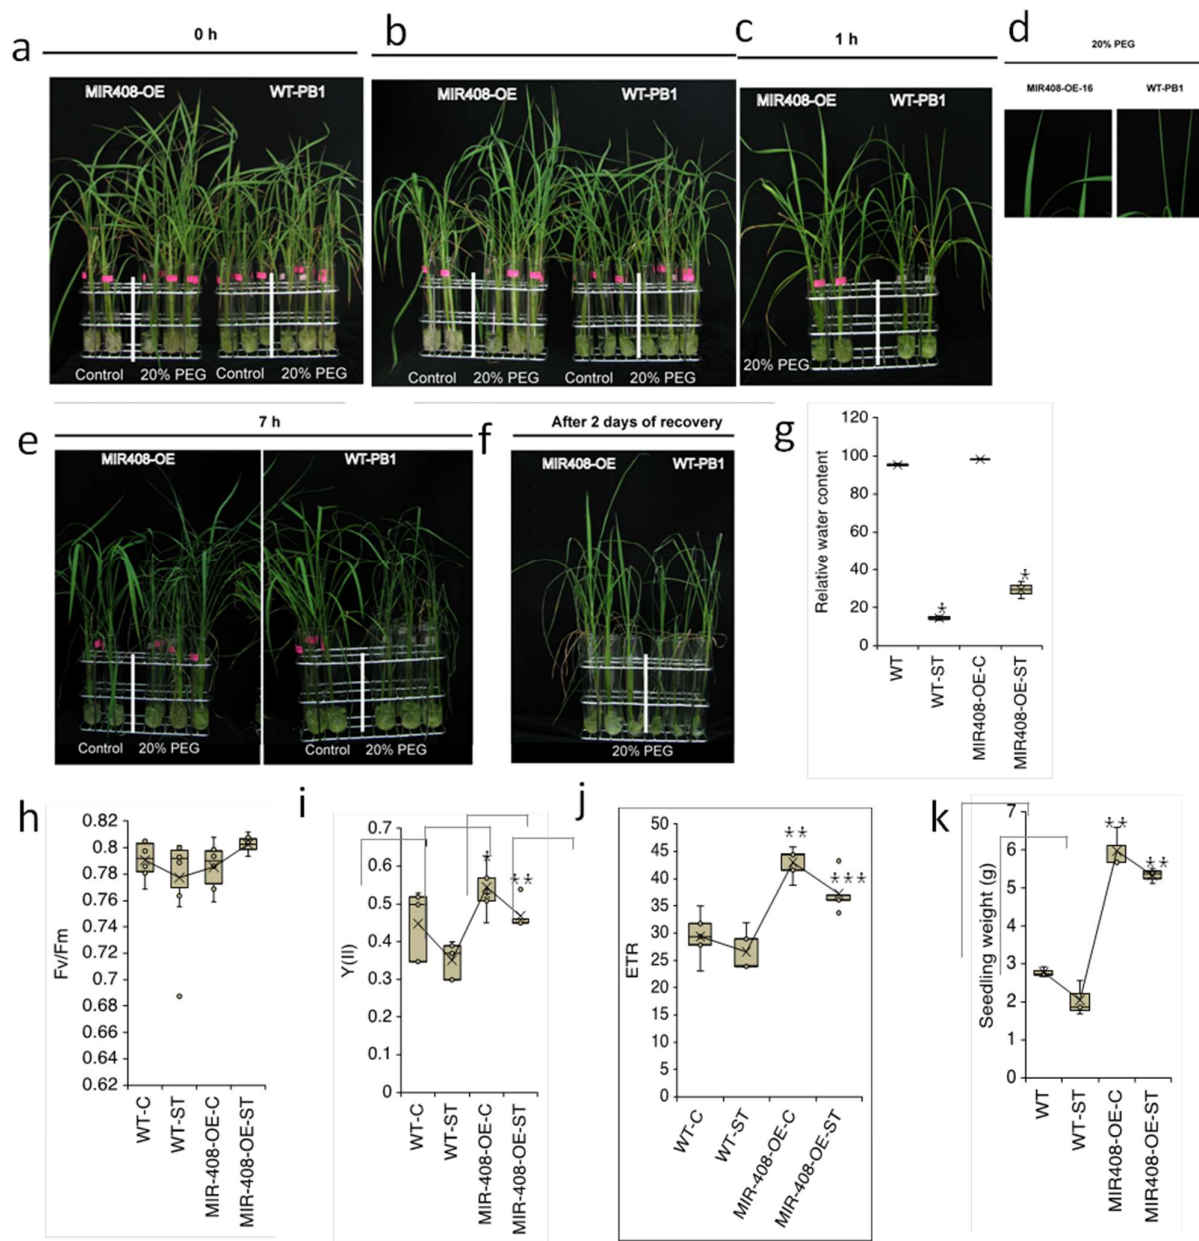 a
0 h
MIR408-OE
WT-PB1
Control
20% PEG
Control
20% PEG
b
MIR408-OE
WT-PB1
Control
20% PEG
Control
20% PEG
c
1 h
MIR408-OE
WT-PB1
20% PEG
d
20% PEG
MIR408-OE-16
WT-PB1
e
7 h
MIR408-OE
WT-PB1
Control
20% PEG
Control
20% PEG
f
After 2 days of recovery
MIR408-OE
WT-PB1
20% PEG
g
Relative water content
120
100
80
60
40
20
0
*
*
WT
WT-ST
MIR408-OE-C
MIR408-OE-ST
h
Fv/Fm
0.82
0.8
0.78
0.76
0.74
0.72
0.7
0.68
0.66
0.64
0.62
WT-C
WT-ST
MIR-408-OE-C
MIR-408-OE-ST
i
Y(II)
0.7
0.6
0.5
0.4
0.3
0.2
0.1
0
*
**
WT-C
WT-ST
MIR-408-OE-C
MIR-408-OE-ST
j
ETR
50
45
40
35
30
25
20
15
10
5
0
**
***
WT-C
WT-ST
MIR-408-OE-C
MIR-408-OE-ST
k
Seedling weight (g)
7
6
5
4
3
2
1
0
**
**
WT
WT-ST
MIR408-OE-C
MIR408-OE-ST